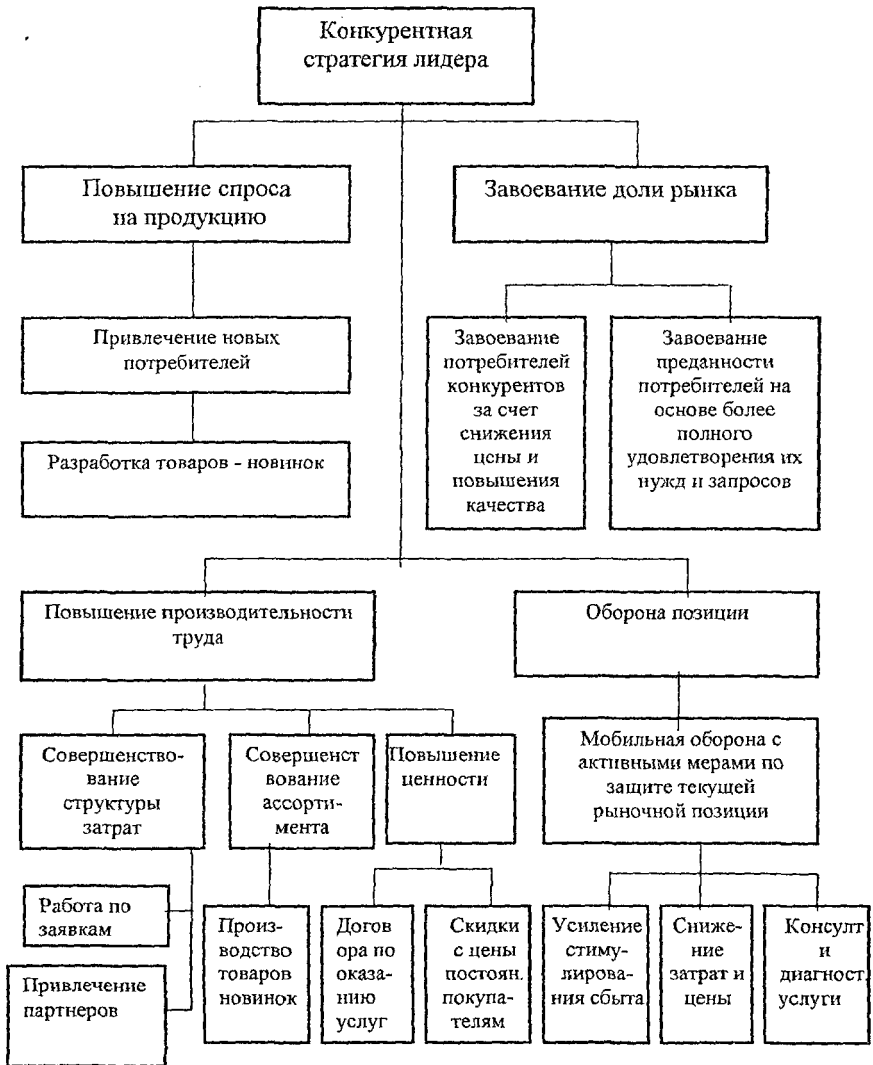 Конкурентная
стратегия лидера
Повышение спроса
на продукцию
Завоевание доли рынка
Привлечение новых
потребителей
Завоевание
потребителей
конкурентов
за счет
снижения
цены и
повышения
качества
Завоевание
преданности
потребителей на
основе более
полного
удовлетворения их
нужд и запросов
Разработка товаров - новинок
Повышение производительности
труда
Оборона позиции
Совершенство-
вание
структуры
затрат
Совершенст
вование
ассорти-
мента
Повышение
ценности
Мобильная оборона с
активными мерами по
защите текущей
рыночной позиции
Работа по
заявкам
Привлечение
партнеров
Произ-
водство
товаров
новинок
Догов
ора по
оказа-
нию
услуг
Скидки
с цены
постоян.
покупа-
телям
Усиление
стиму-
лирова-
ния сбыта
Сниже-
ние
затрат и
цены
Консульт
и
диагност.
услуги